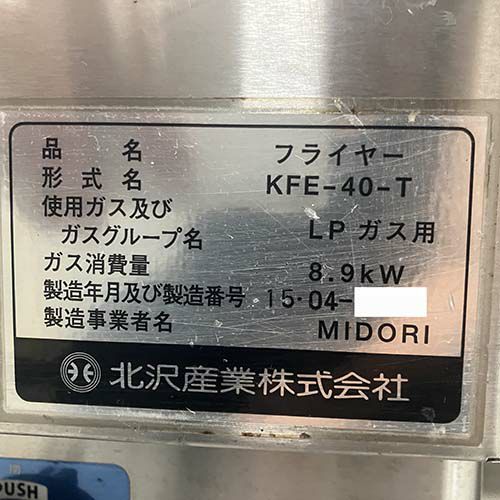 品名 フライヤー
形式名 KFE-40-T
使用ガス及び
ガスグループ名 LPガス用
ガス消費量 8.9kW
製造年月及び製造番号 15・04-
製造事業者名 MIDORI
北沢産業株式会社
PUSH